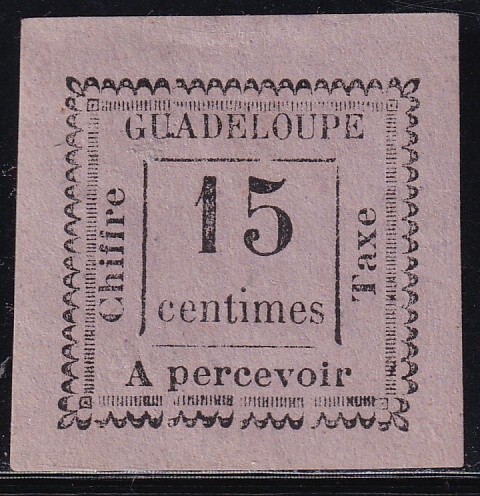 GUADELOUPE
Chiffre
15
centimes
Taxe
A percevoir